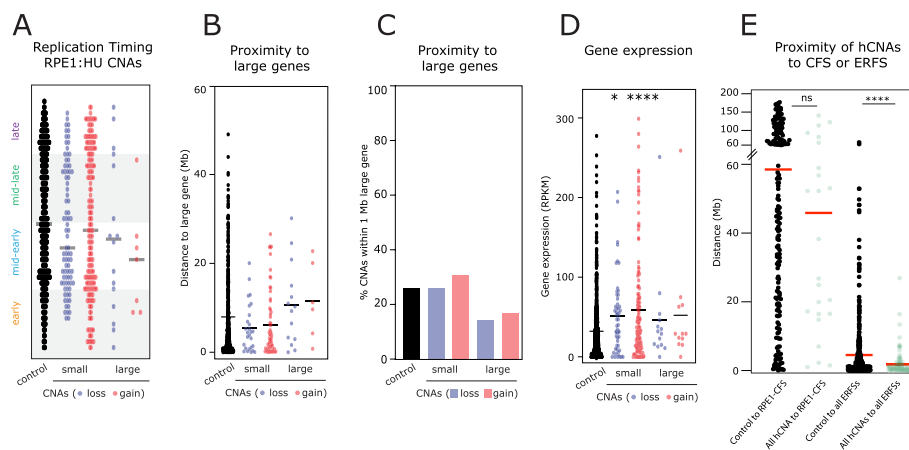 A
Replication Timing
RPE1:HU CNAs
late
mid-late
mid-early
early
control
small
large
CNAs ( loss gain)
B
Proximity to
large genes
Distance to large gene (Mb)
60
40
20
0
control
small
large
CNAs ( loss gain)
C
Proximity to
large genes
% CNAs within 1 Mb large gene
100
80
60
40
20
0
control
small
large
CNAs ( loss gain)
D
Gene expression
* ****
Gene expression (RPKM)
300
200
100
0
control
small
large
CNAs ( loss gain)
E
Proximity of hCNAs
to CFS or ERFS
ns
****
Distance (Mb)
200
150
100
60
60
40
20
0
Control to RPE1-CFS
All hCNA to RPE1-CFS
Control to all ERFSs
All hCNAs to all ERFSs